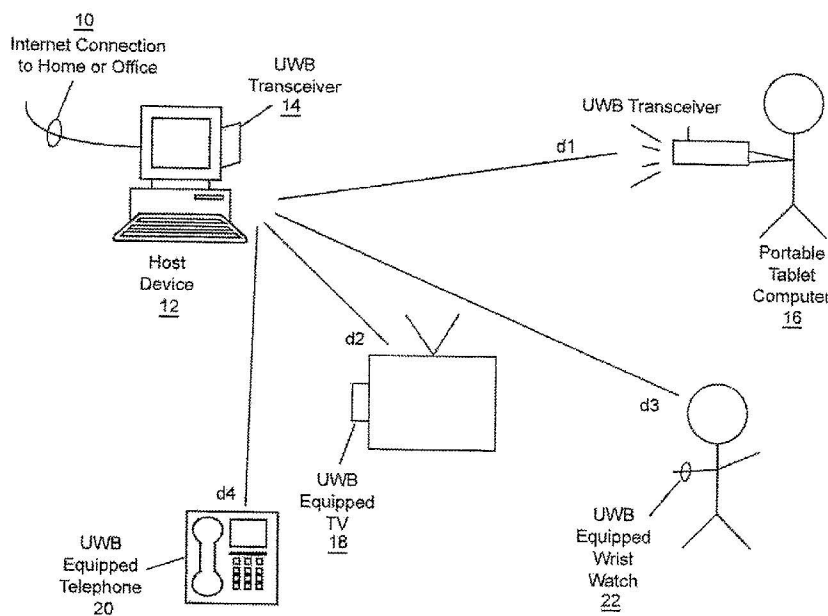 10
Internet Connection
to Home or Office
UWB
Transceiver
14
UWB Transceiver
d1
Host
Device
12
Portable
Tablet
Computer
16
d2
d3
UWB
Equipped
TV
18
d4
UWB
Equipped
Telephone
20
UWB
Equipped
Wrist
Watch
22